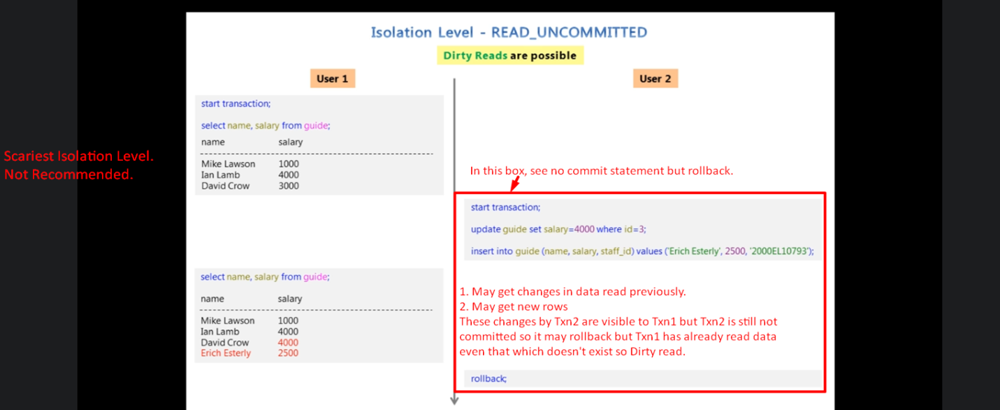 Isolation Level - READ_UNCOMMITTED
Dirty Reads are possible
User 1
User 2
start transaction;
select name, salary from guide;
name salary
Mike Lawson 1000
Ian Lamb 4000
David Crow 3000
Scariest Isolation Level.
Not Recommended.
In this box, see no commit statement but rollback.
start transaction;
update guide set salary=4000 where id=3;
insert into guide (name, salary, staff_id) values ('Erich Esterly', 2500, '2000EL10793');
select name, salary from guide;
name salary
Mike Lawson 1000
Ian Lamb 4000
David Crow 4000
Erich Esterly 2500
1. May get changes in data read previously.
2. May get new rows
These changes by Txn2 are visible to Txn1 but Txn2 is still not
committed so it may rollback but Txn1 has already read data
even that which doesn't exist so Dirty read.
rollback;